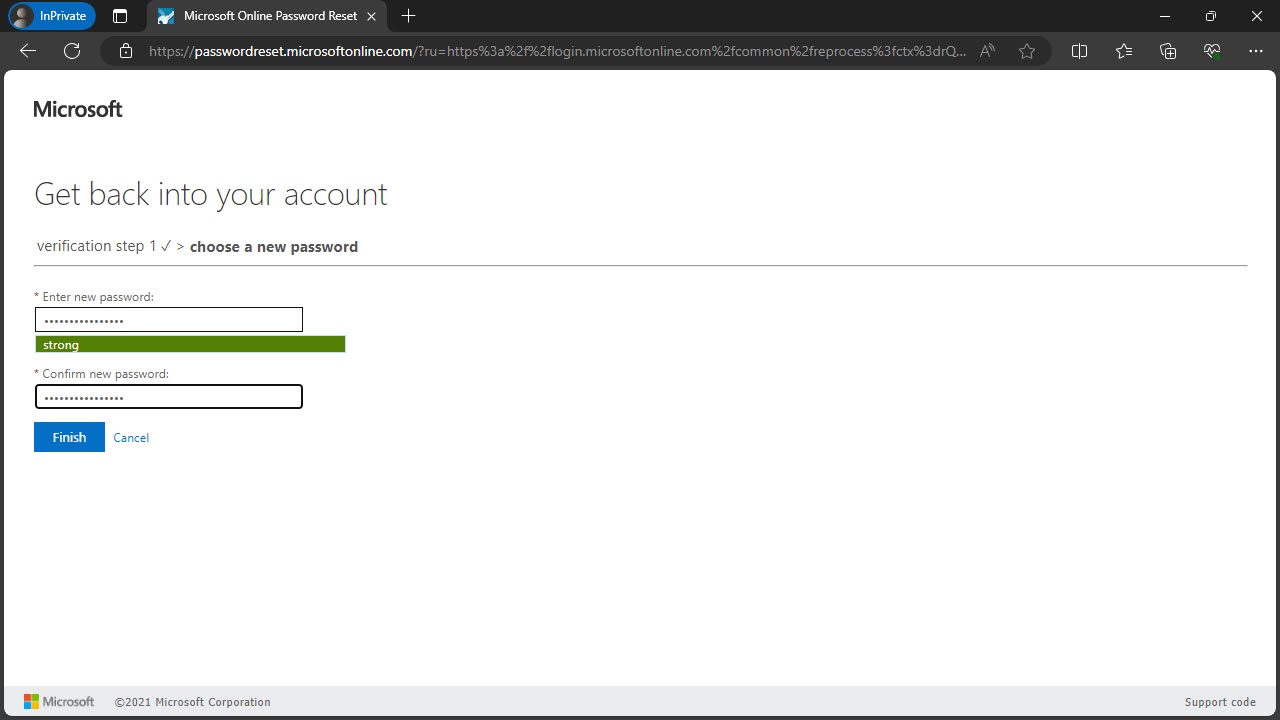 InPrivate
Microsoft Online Password Reset
https://passwordreset.microsoftonline.com/?ru=https%3a%2f%2flogin.microsoftonline.com%2fcommon%2freprocess%3fctx%3drQ...
Microsoft
Get back into your account
verification step 1 ✓ > choose a new password
* Enter new password:
••••••••••••••••
strong
* Confirm new password:
••••••••••••••••
Finish Cancel
Microsoft ©2021 Microsoft Corporation Support code